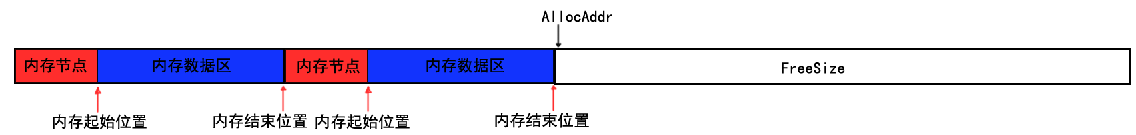 AllocAddr
内存节点 内存数据区 内存节点 内存数据区 FreeSize
内存起始位置 内存结束位置 内存起始位置 内存结束位置